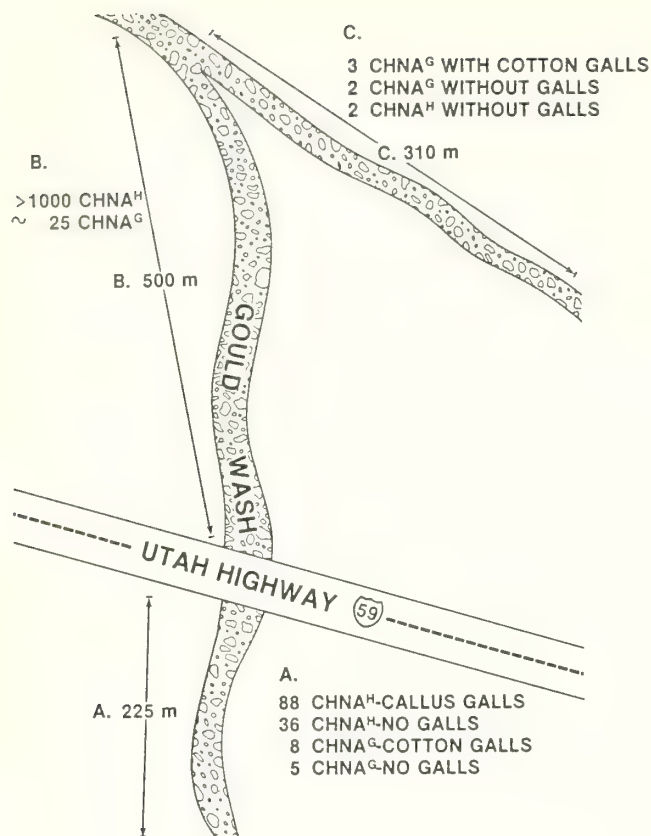 C.
3 CHNAᴳ WITH COTTON GALLS
2 CHNAᴳ WITHOUT GALLS
2 CHNAᴴ WITHOUT GALLS
C. 310 m
B.
>1000 CHNAᴴ
~ 25 CHNAᴳ
B. 500 m
GOULD WASH
UTAH HIGHWAY 59
A.
88 CHNAᴴ-CALLUS GALLS
36 CHNAᴴ-NO GALLS
8 CHNAᴳ-COTTON GALLS
5 CHNAᴳ-NO GALLS
A. 225 m